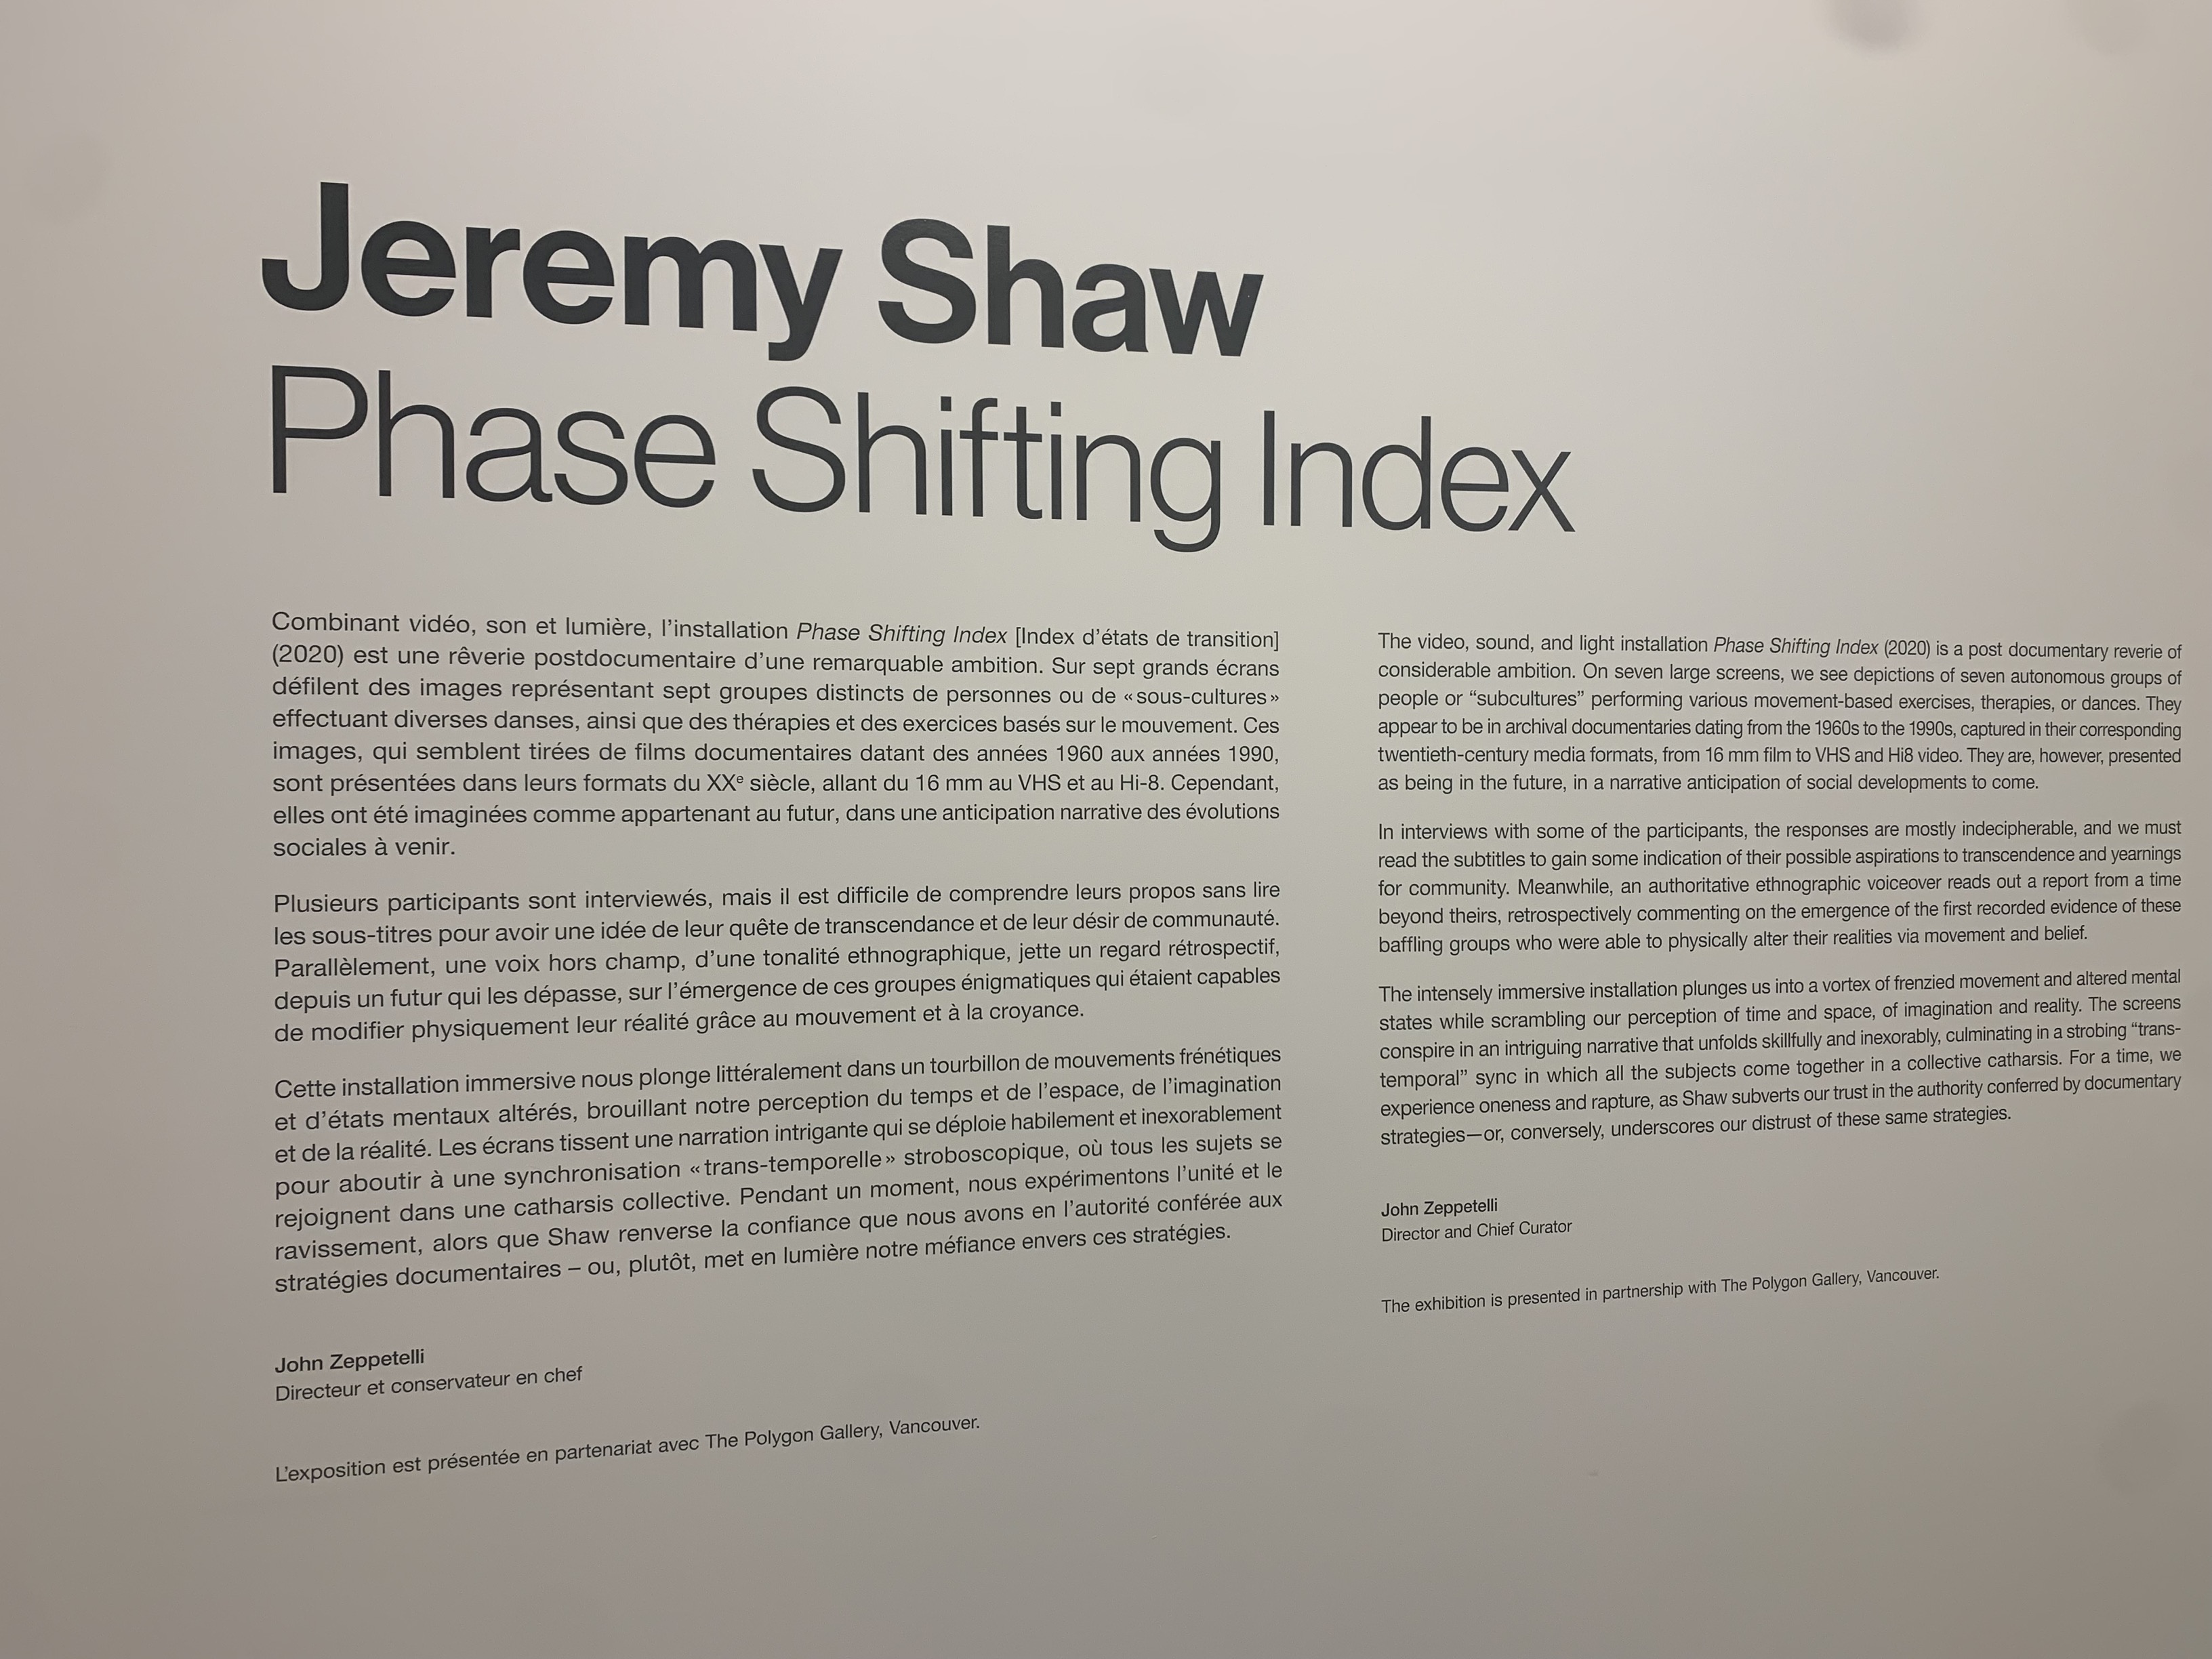 Jeremy Shaw
Phase Shifting Index
Combinant vidéo, son et lumière, l’installation Phase Shifting Index [Index d’états de transition]
(2020) est une rêverie postdocumentaire d’une remarquable ambition. Sur sept grands écrans
défilent des images représentant sept groupes distincts de personnes ou de « sous-cultures »
effectuant diverses danses, ainsi que des thérapies et des exercices basés sur le mouvement. Ces
images, qui semblent tirées de films documentaires datant des années 1960 aux années 1990,
sont présentées dans leurs formats du XXe siècle, allant du 16 mm au VHS et au Hi-8. Cependant,
elles ont été imaginées comme appartenant au futur, dans une anticipation narrative des évolutions
sociales à venir.
Plusieurs participants sont interviewés, mais il est difficile de comprendre leurs propos sans lire
les sous-titres pour avoir une idée de leur quête de transcendance et de leur désir de communauté.
Parallèlement, une voix hors champ, d’une tonalité ethnographique, jette un regard rétrospectif,
depuis un futur qui les dépasse, sur l’émergence de ces groupes énigmatiques qui étaient capables
de modifier physiquement leur réalité grâce au mouvement et à la croyance.
Cette installation immersive nous plonge littéralement dans un tourbillon de mouvements frénétiques
et d’états mentaux altérés, brouillant notre perception du temps et de l’espace, de l’imagination
et de la réalité. Les écrans tissent une narration intrigante qui se déploie habilement et inexorablement
pour aboutir à une synchronisation « trans-temporelle » stroboscopique, où tous les sujets se
rejoignent dans une catharsis collective. Pendant un moment, nous expérimentons l’unité et le
ravissement, alors que Shaw renverse la confiance que nous avons en l’autorité conférée aux
stratégies documentaires – ou, plutôt, met en lumière notre méfiance envers ces stratégies.
John Zeppetelli
Directeur et conservateur en chef
L’exposition est présentée en partenariat avec The Polygon Gallery, Vancouver.
The video, sound, and light installation Phase Shifting Index (2020) is a post documentary reverie of
considerable ambition. On seven large screens, we see depictions of seven autonomous groups of
people or “subcultures” performing various movement-based exercises, therapies, or dances. They
appear to be in archival documentaries dating from the 1960s to the 1990s, captured in their corresponding
twentieth-century media formats, from 16 mm film to VHS and Hi8 video. They are, however, presented
as being in the future, in a narrative anticipation of social developments to come.
In interviews with some of the participants, the responses are mostly indecipherable, and we must
read the subtitles to gain some indication of their possible aspirations to transcendence and yearnings
for community. Meanwhile, an authoritative ethnographic voiceover reads out a report from a time
beyond theirs, retrospectively commenting on the emergence of the first recorded evidence of these
baffling groups who were able to physically alter their realities via movement and belief.
The intensely immersive installation plunges us into a vortex of frenzied movement and altered mental
states while scrambling our perception of time and space, of imagination and reality. The screens
conspire in an intriguing narrative that unfolds skillfully and inexorably, culminating in a strobing “trans-
temporal” sync in which all the subjects come together in a collective catharsis. For a time, we
experience oneness and rapture, as Shaw subverts our trust in the authority conferred by documentary
strategies—or, conversely, underscores our distrust of these same strategies.
John Zeppetelli
Director and Chief Curator
The exhibition is presented in partnership with The Polygon Gallery, Vancouver.